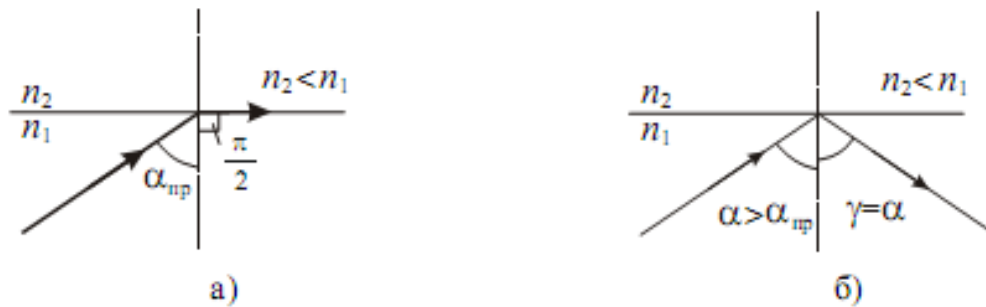 n₂<n₁
n₂
n₁
π
2
αпр
а)
n₂<n₁
n₂
n₁
α>αпр
γ=α
б)